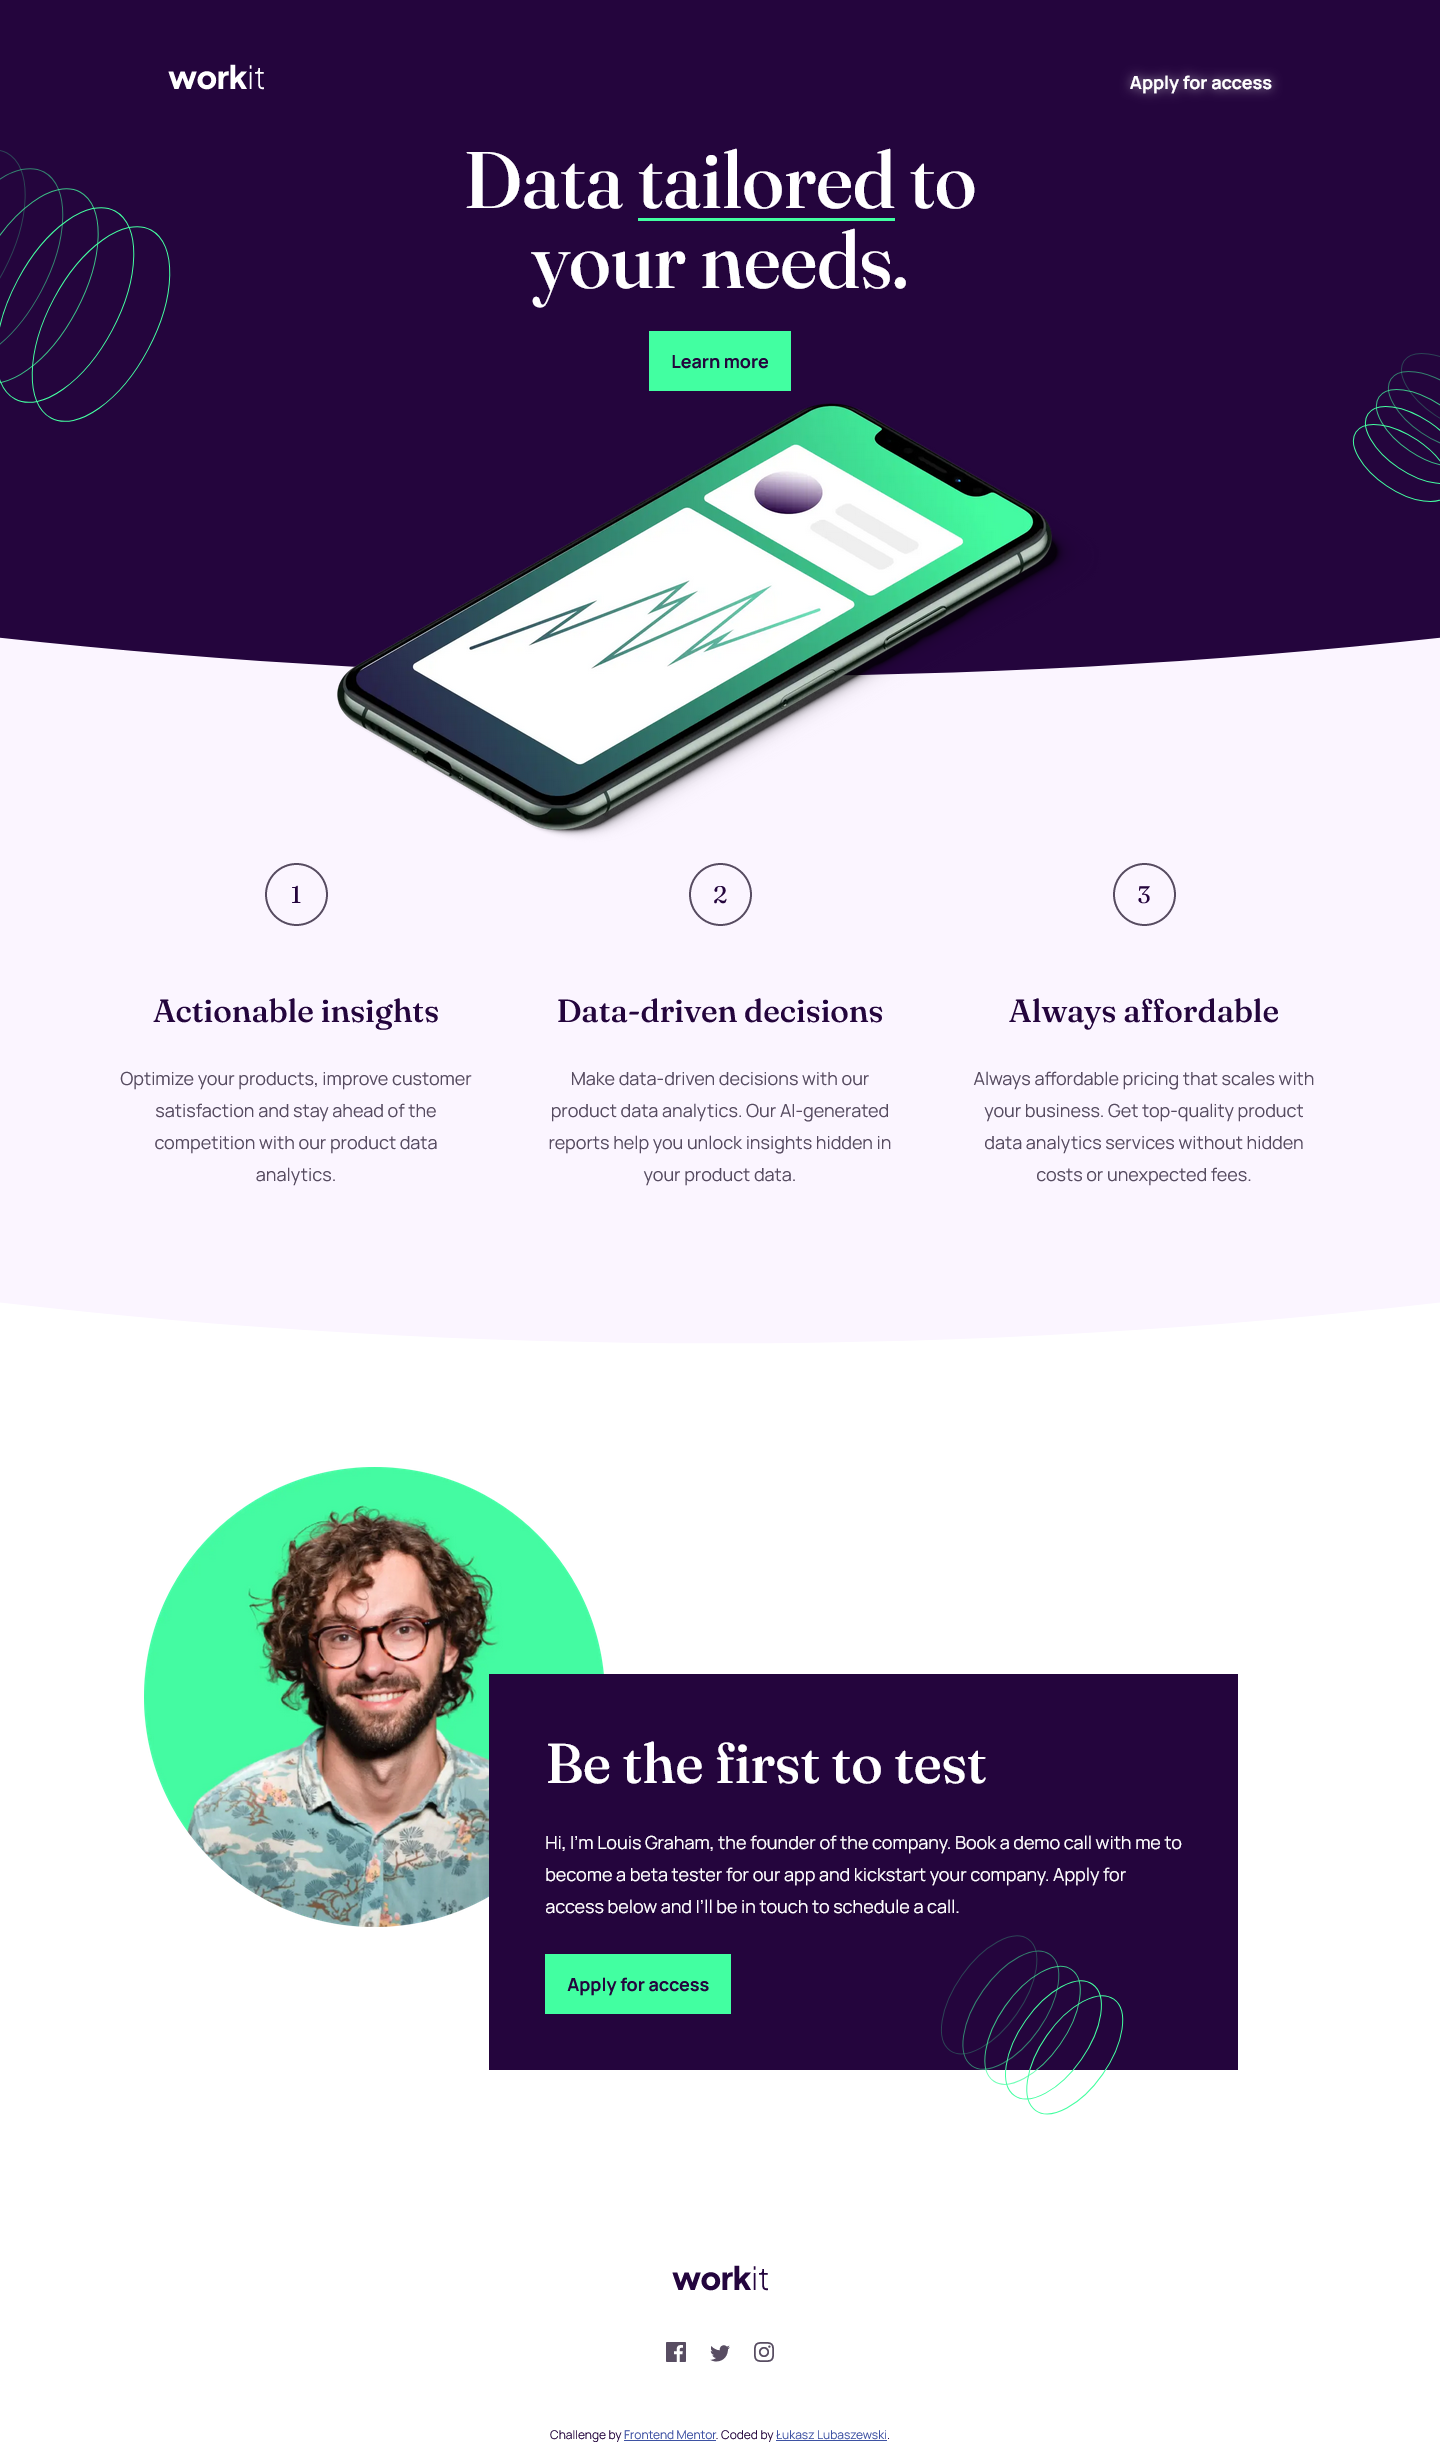 workit
Apply for access
Data tailored to
your needs.
Learn more
1
2
3
Actionable insights
Data-driven decisions
Always affordable
Optimize your products, improve customer
satisfaction and stay ahead of the
competition with our product data
analytics.
Make data-driven decisions with our
product data analytics. Our AI-generated
reports help you unlock insights hidden in
your product data.
Always affordable pricing that scales with
your business. Get top-quality product
data analytics services without hidden
costs or unexpected fees.
Be the first to test
Hi, I'm Louis Graham, the founder of the company. Book a demo call with me to
become a beta tester for our app and kickstart your company. Apply for
access below and I'll be in touch to schedule a call.
Apply for access
workit
Challenge by Frontend Mentor. Coded by Łukasz Lubaszewski.